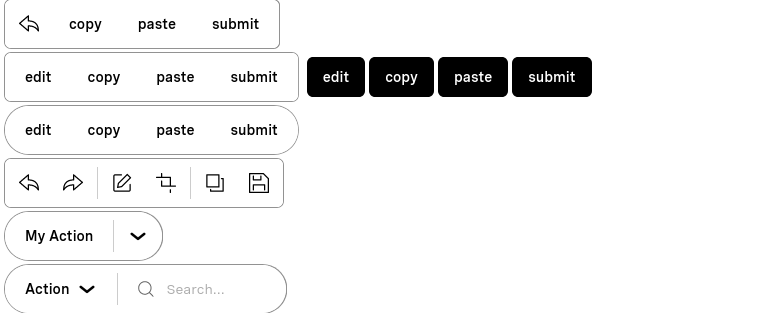 copy paste submit
edit copy paste submit edit copy paste submit
edit copy paste submit
My Action
Action Search...